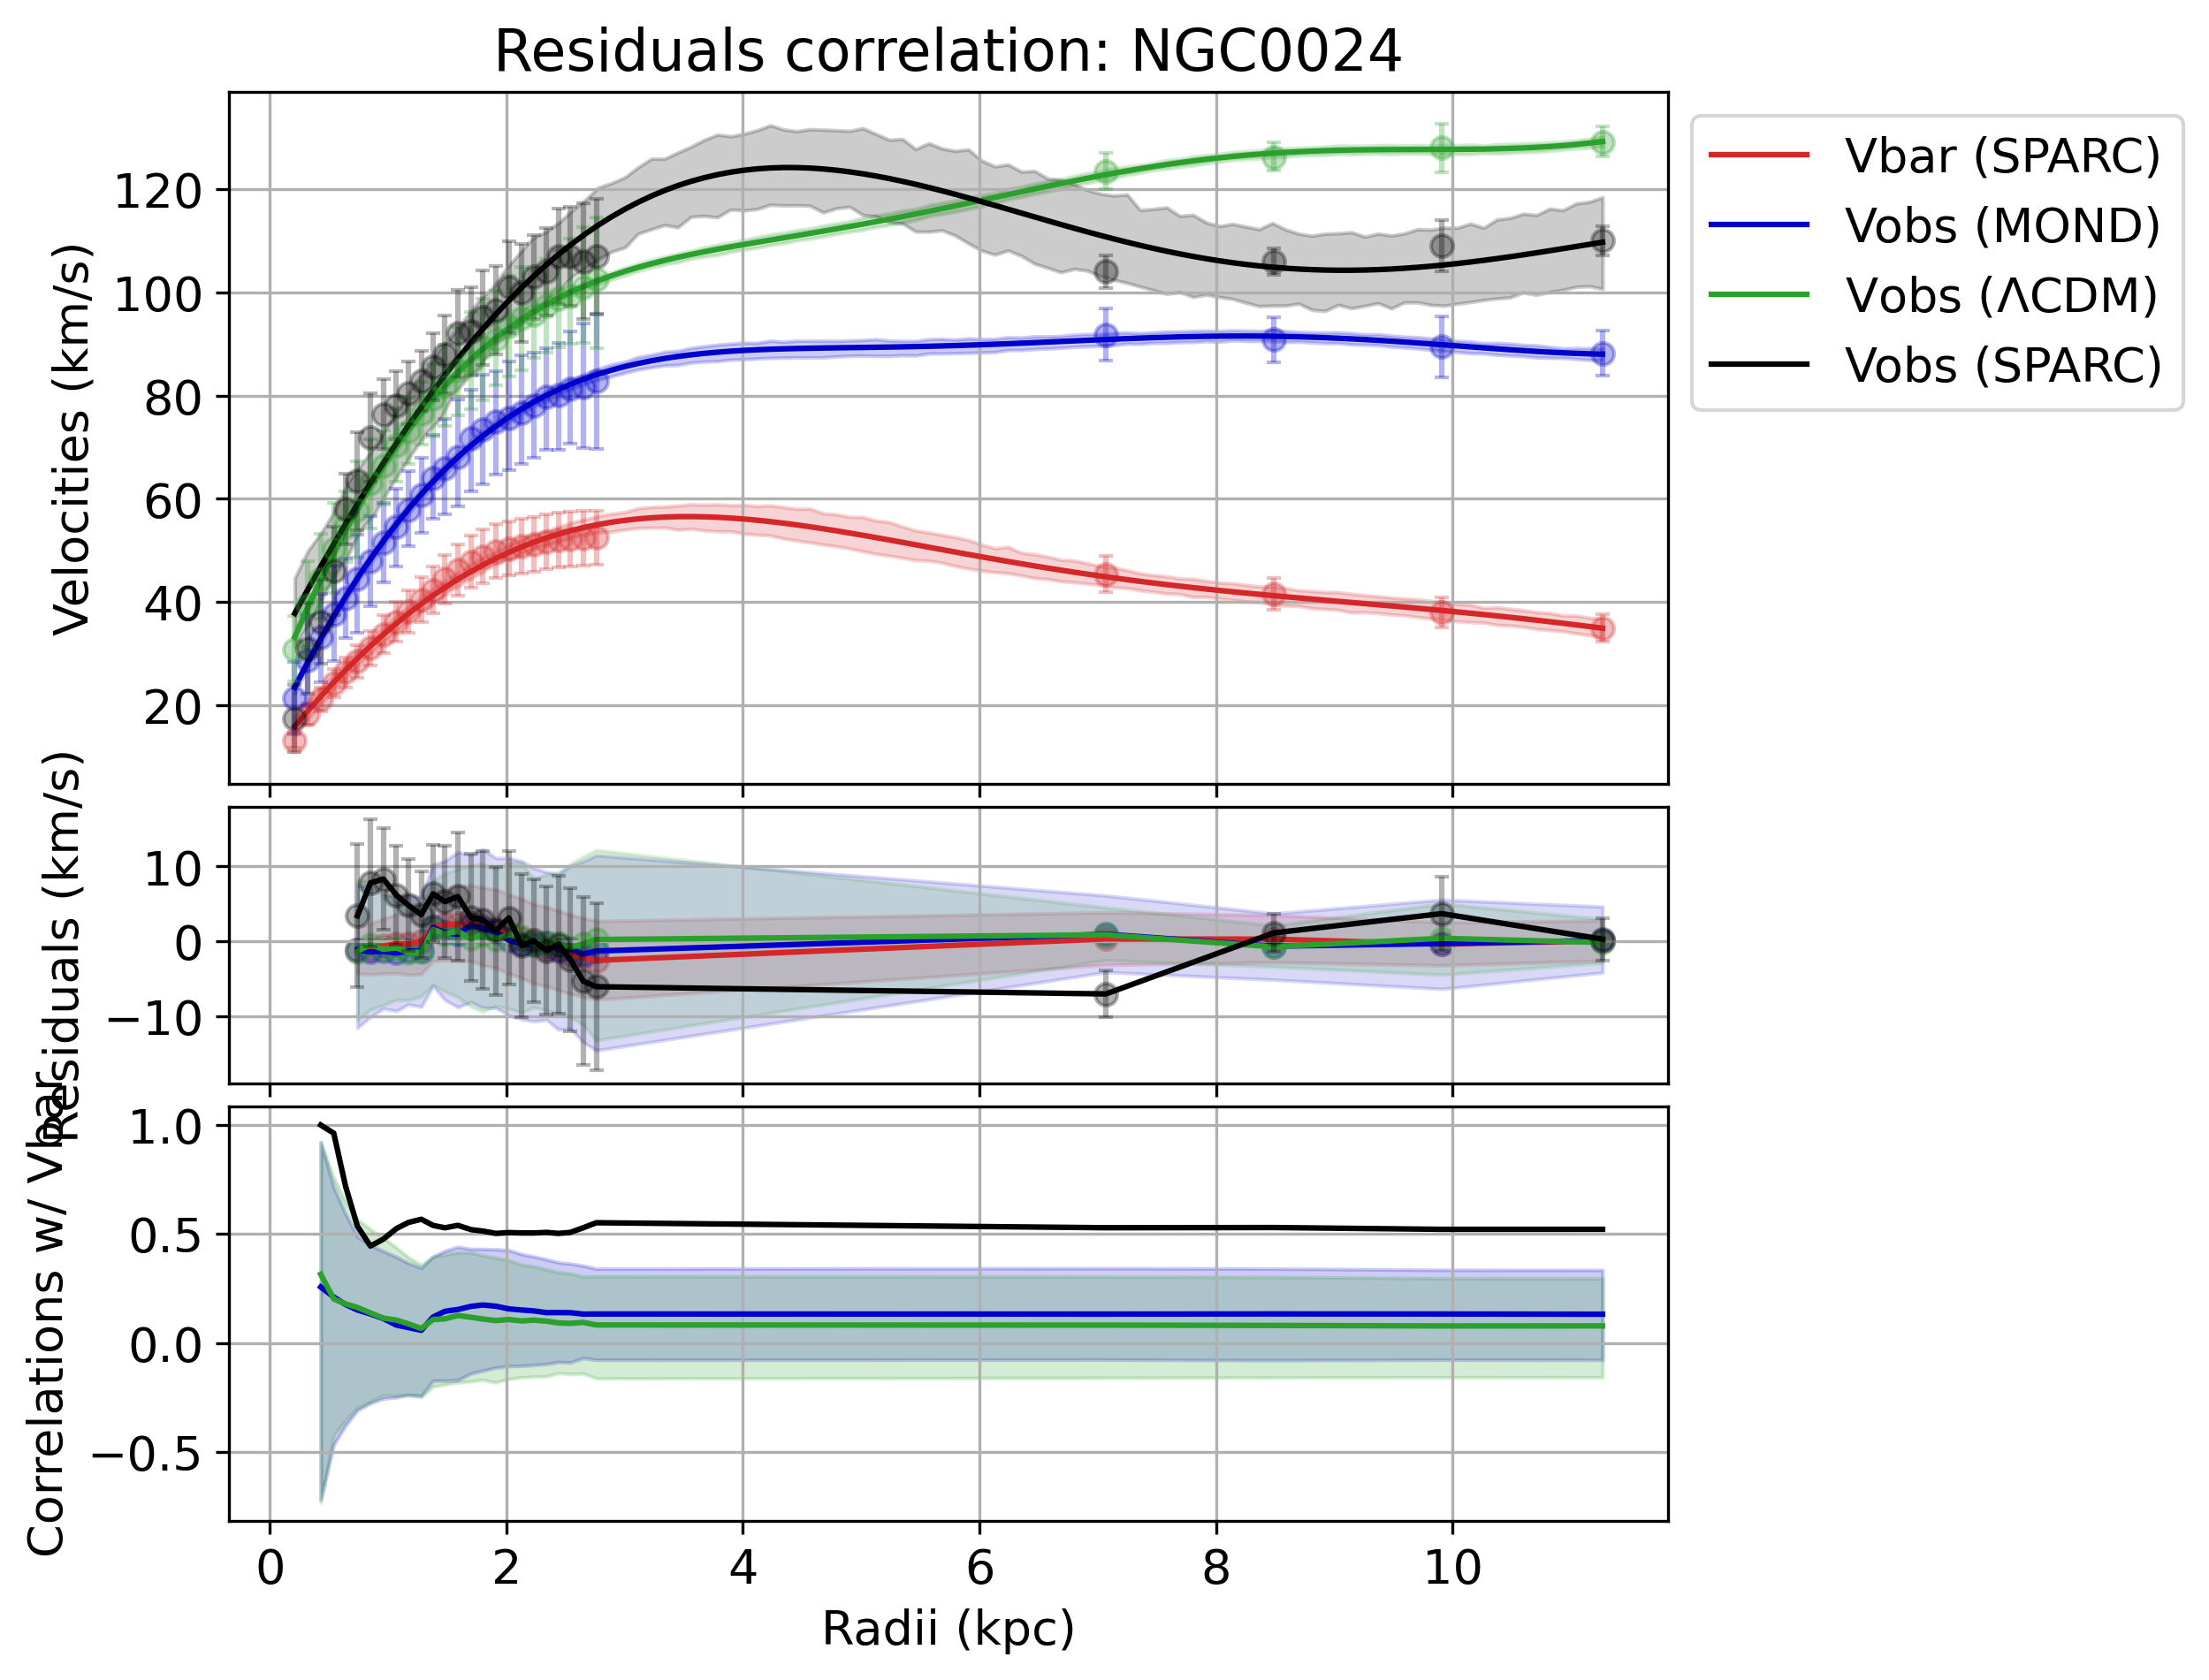 Residuals correlation: NGC0024
Velocities (km/s)
120
100
80
60
40
20
Vbar (SPARC)
Vobs (MOND)
Vobs (ΛCDM)
Vobs (SPARC)
Residuals (km/s)
10
0
−10
Correlations w/ Vbar
1.0
0.5
0.0
−0.5
0 2 4 6 8 10
Radii (kpc)